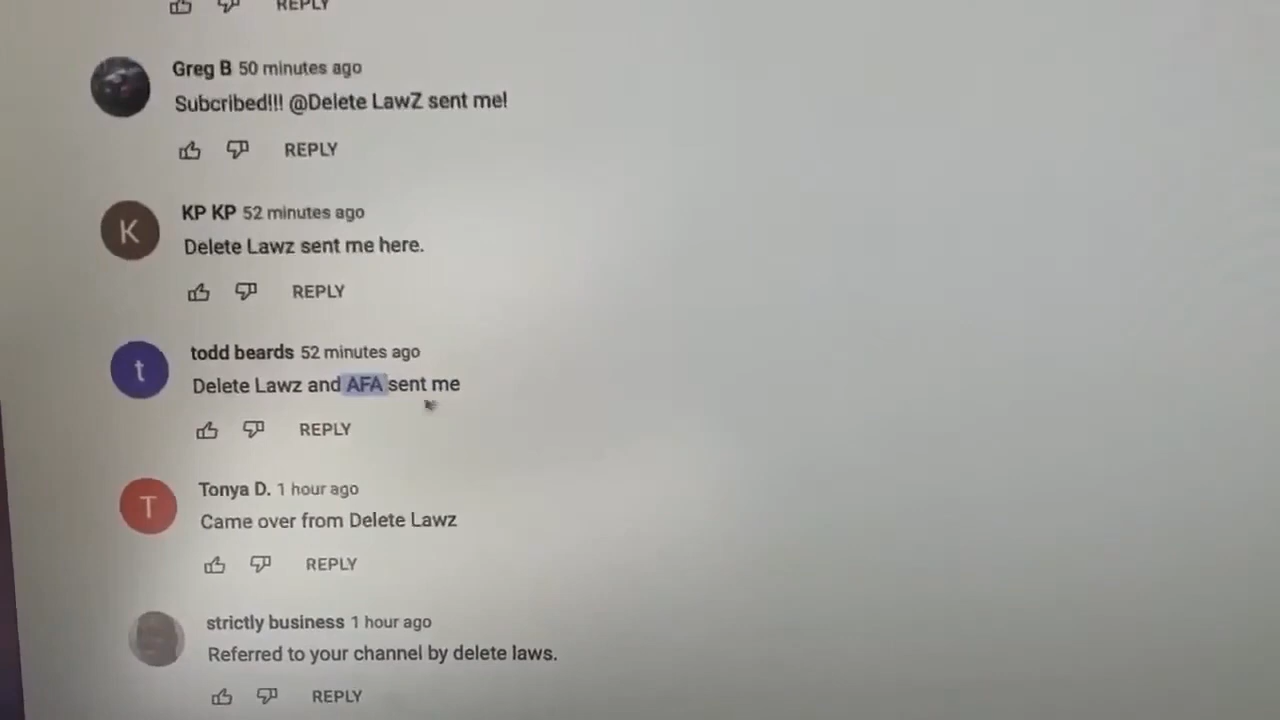 REPLY
Greg B 50 minutes ago
Subcribed!!! @Delete LawZ sent me!
REPLY
K
KP KP 52 minutes ago
Delete Lawz sent me here.
REPLY
t
todd beards 52 minutes ago
Delete Lawz and AFA sent me
REPLY
T
Tonya D. 1 hour ago
Came over from Delete Lawz
REPLY
strictly business 1 hour ago
Referred to your channel by delete laws.
REPLY